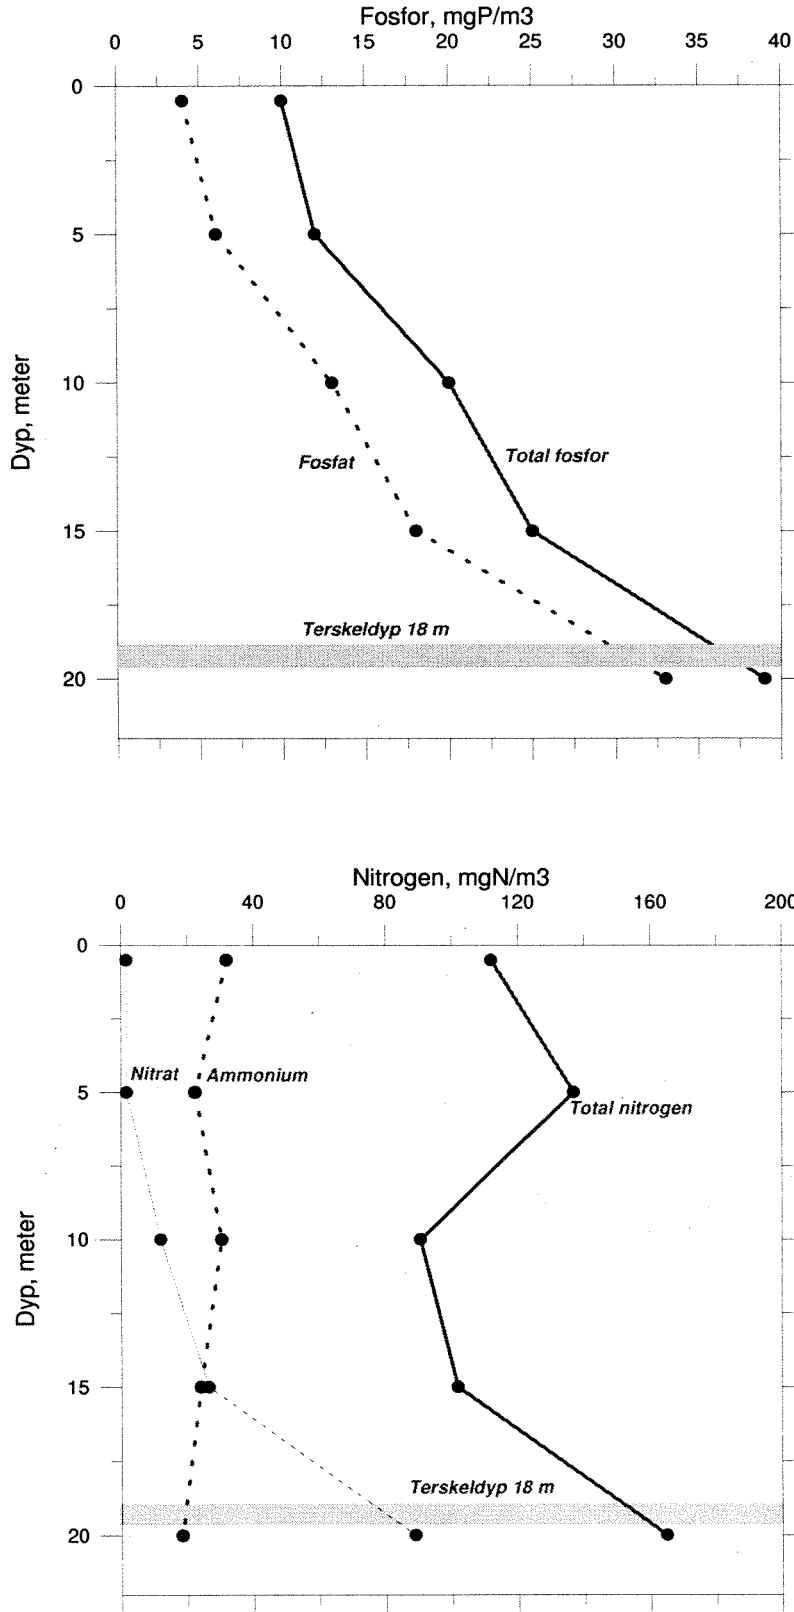 Fosfor, mgP/m3
0 5 10 15 20 25 30 35 40
0
5
10
15
20
Dyp, meter
Fosfat
Total fosfor
Terskeldyp 18 m
Nitrogen, mgN/m3
0 40 80 120 160 200
0
5
10
15
20
Dyp, meter
Nitrat
Ammonium
Total nitrogen
Terskeldyp 18 m